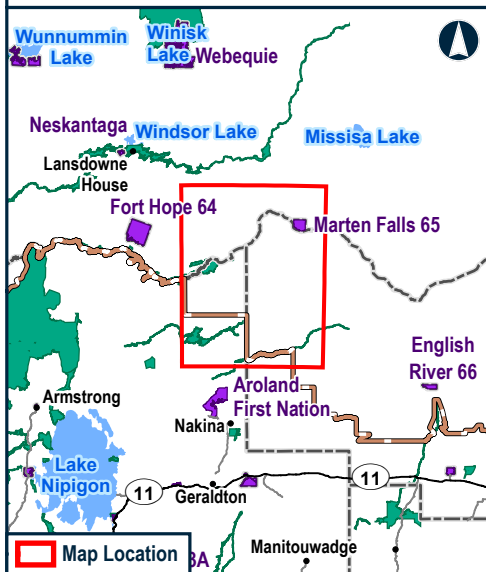 Wunnummin
Lake
Winisk
Lake
Webequie
Neskantaga
Windsor Lake
Missisa Lake
Lansdowne
House
Fort Hope 64
Marten Falls 65
English
River 66
Aroland
First Nation
Armstrong
Nakina
Lake
Nipigon
11
11
Geraldton
Manitouwadge
Map Location